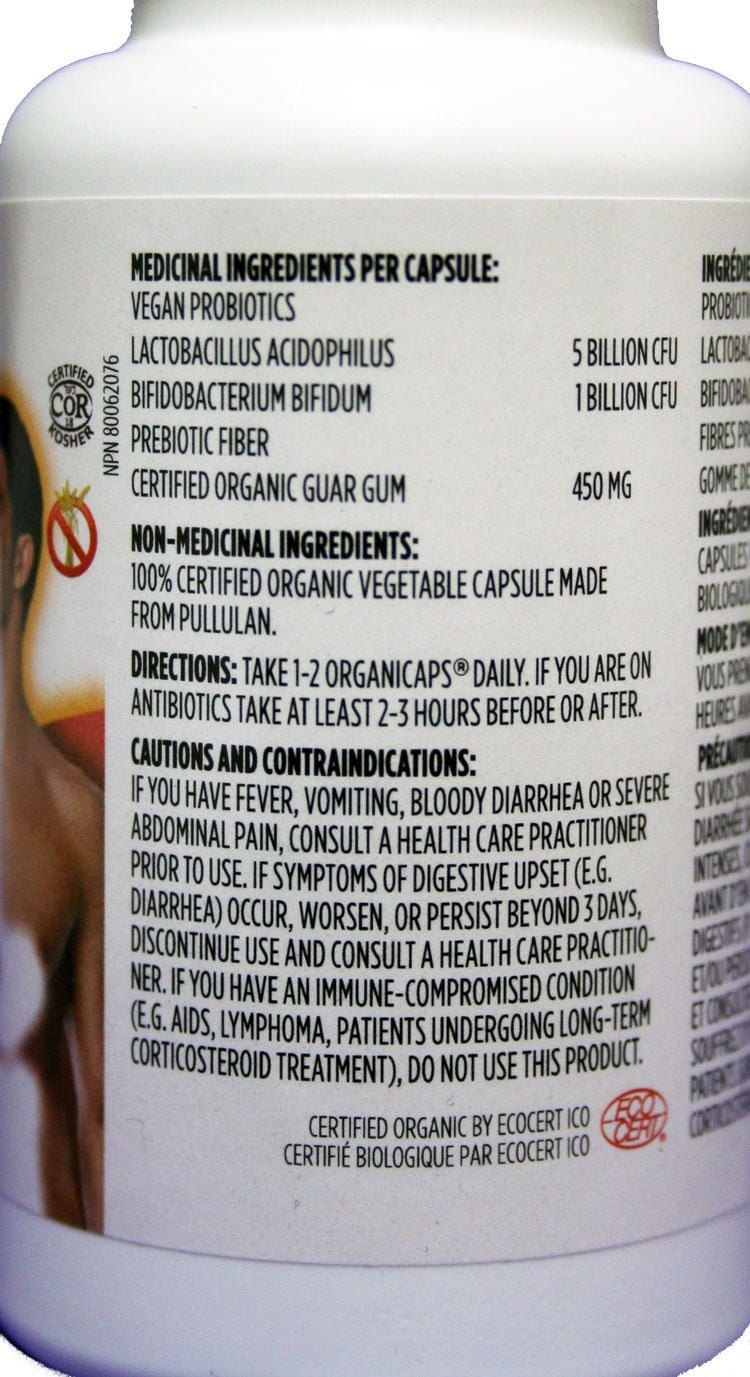 MEDICINAL INGREDIENTS PER CAPSULE:
VEGAN PROBIOTICS
LACTOBACILLUS ACIDOPHILUS 5 BILLION CFU
BIFIDOBACTERIUM BIFIDUM 1 BILLION CFU
PREBIOTIC FIBER
CERTIFIED ORGANIC GUAR GUM 450 MG
NON-MEDICINAL INGREDIENTS:
100% CERTIFIED ORGANIC VEGETABLE CAPSULE MADE
FROM PULLULAN.
DIRECTIONS: TAKE 1-2 ORGANICAPS® DAILY. IF YOU ARE ON
ANTIBIOTICS TAKE AT LEAST 2-3 HOURS BEFORE OR AFTER.
CAUTIONS AND CONTRAINDICATIONS:
IF YOU HAVE FEVER, VOMITING, BLOODY DIARRHEA OR SEVERE
ABDOMINAL PAIN, CONSULT A HEALTH CARE PRACTITIONER
PRIOR TO USE. IF SYMPTOMS OF DIGESTIVE UPSET (E.G.
DIARRHEA) OCCUR, WORSEN, OR PERSIST BEYOND 3 DAYS,
DISCONTINUE USE AND CONSULT A HEALTH CARE PRACTITIO-
NER. IF YOU HAVE AN IMMUNE-COMPROMISED CONDITION
(E.G. AIDS, LYMPHOMA, PATIENTS UNDERGOING LONG-TERM
CORTICOSTEROID TREATMENT), DO NOT USE THIS PRODUCT.
CERTIFIED ORGANIC BY ECOCERT ICO
CERTIFIÉ BIOLOGIQUE PAR ECOCERT ICO
ECO
CERT
CERTIFIED
COR
KOSHER
NPN 80062076